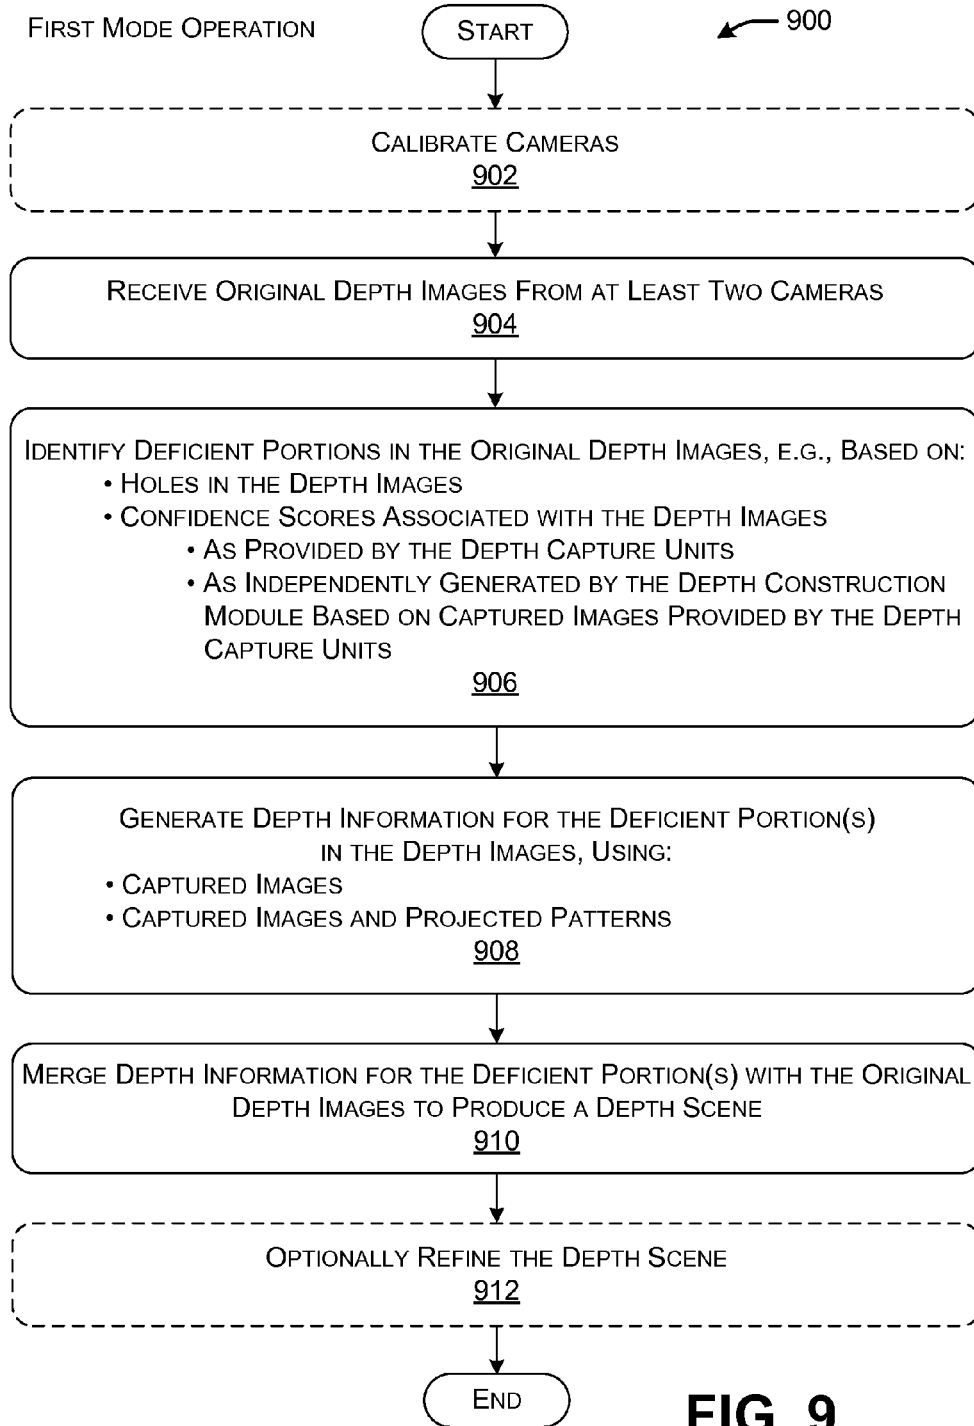 FIRST MODE OPERATION
START
900
CALIBRATE CAMERAS
902
RECEIVE ORIGINAL DEPTH IMAGES FROM AT LEAST TWO CAMERAS
904
IDENTIFY DEFICIENT PORTIONS IN THE ORIGINAL DEPTH IMAGES, E.G., BASED ON:
• HOLES IN THE DEPTH IMAGES
• CONFIDENCE SCORES ASSOCIATED WITH THE DEPTH IMAGES
• AS PROVIDED BY THE DEPTH CAPTURE UNITS
• AS INDEPENDENTLY GENERATED BY THE DEPTH CONSTRUCTION
MODULE BASED ON CAPTURED IMAGES PROVIDED BY THE DEPTH
CAPTURE UNITS
906
GENERATE DEPTH INFORMATION FOR THE DEFICIENT PORTION(S)
IN THE DEPTH IMAGES, USING:
• CAPTURED IMAGES
• CAPTURED IMAGES AND PROJECTED PATTERNS
908
MERGE DEPTH INFORMATION FOR THE DEFICIENT PORTION(S) WITH THE ORIGINAL
DEPTH IMAGES TO PRODUCE A DEPTH SCENE
910
OPTIONALLY REFINE THE DEPTH SCENE
912
END
FIG. 9